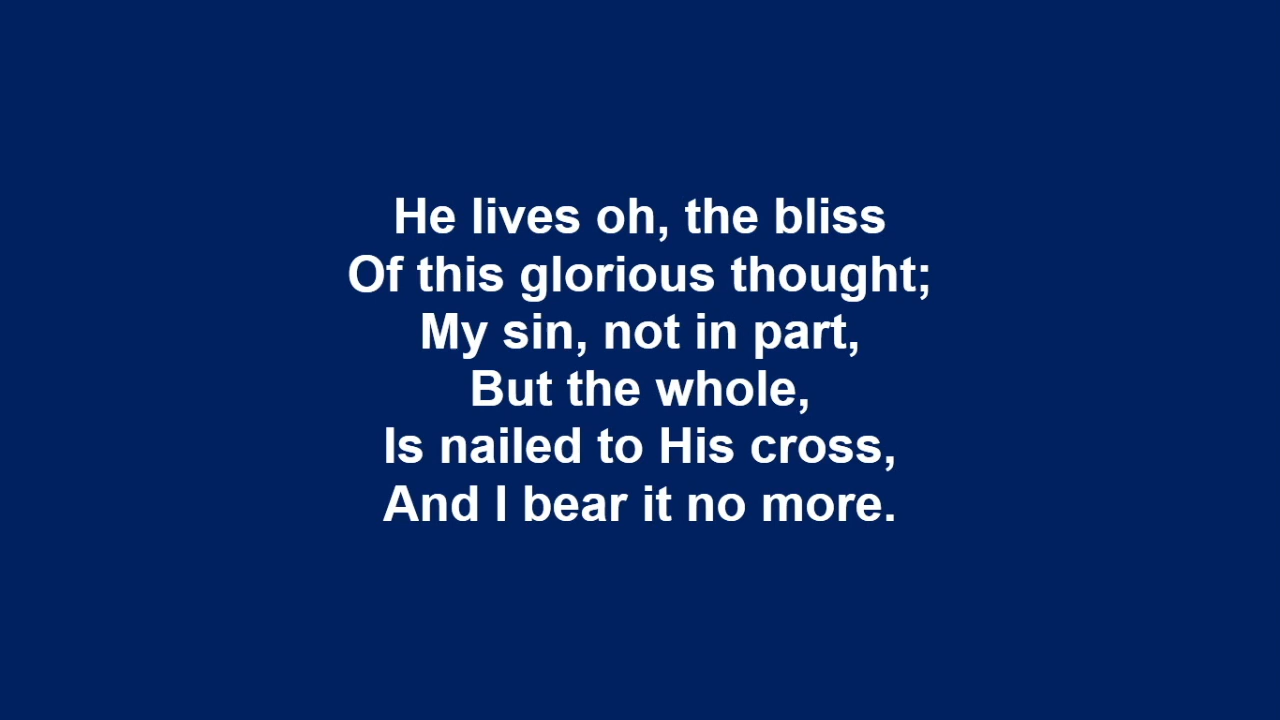 He lives oh, the bliss
Of this glorious thought;
My sin, not in part,
But the whole,
Is nailed to His cross,
And I bear it no more.